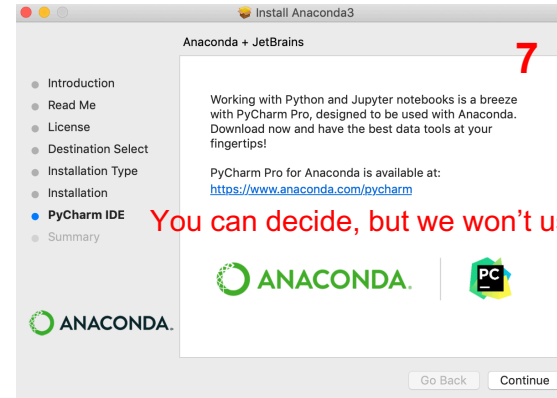 Install Anaconda3
Anaconda + JetBrains
7
Introduction
Read Me
License
Destination Select
Installation Type
Installation
PyCharm IDE
Summary
Working with Python and Jupyter notebooks is a breeze
with PyCharm Pro, designed to be used with Anaconda.
Download now and have the best data tools at your
fingertips!
PyCharm Pro for Anaconda is available at:
https://www.anaconda.com/pycharm
You can decide, but we won’t
ANACONDA.
PC
ANACONDA.
Go Back
Continue